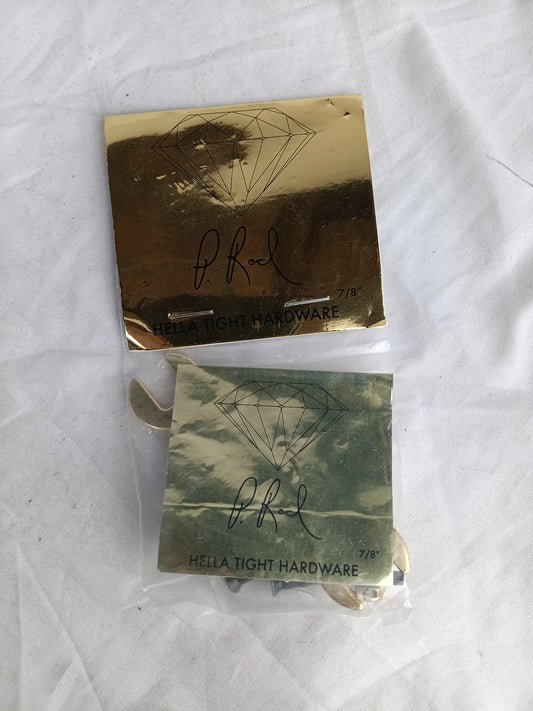 P. Rod
7/8"
HELLA TIGHT HARDWARE
P. Rod
7/8"
HELLA TIGHT HARDWARE